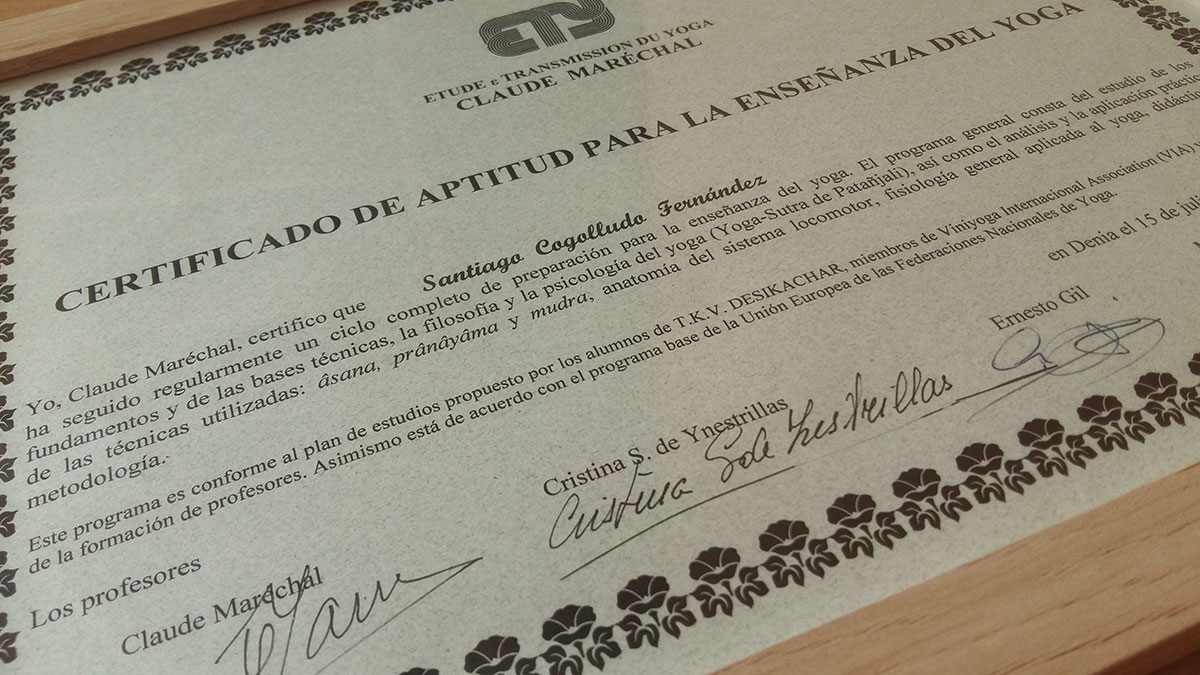 ETY
ETUDE & TRANSMISSION DU YOGA
CLAUDE MARÉCHAL
CERTIFICADO DE APTITUD PARA LA ENSEÑANZA DEL YOGA
Yo, Claude Maréchal, certifico que Santiago Cogolludo Fernández
ha seguido regularmente un ciclo completo de preparación para la enseñanza del yoga. El programa general consta del estudio de los
fundamentos y de las bases técnicas, la filosofía y la psicología del yoga (Yoga-Sutra de Patañjali), así como el análisis y la aplicación
de las técnicas utilizadas: âsana, prânâyâma y mudra, anatomía del sistema locomotor, fisiología general aplicada al yoga,
metodología.
Este programa es conforme al plan de estudios propuesto por los alumnos de T.K.V. DESIKACHAR, miembros de Viniyoga Internacional Association (VIA),
de la formación de profesores. Asimismo está de acuerdo con el programa base de la Unión Europea de las Federaciones Nacionales de Yoga.
en Denia el 15 de
Los profesores
Claude Maréchal
Cristina S. de Ynestrillas
Ernesto Gil
Cristina